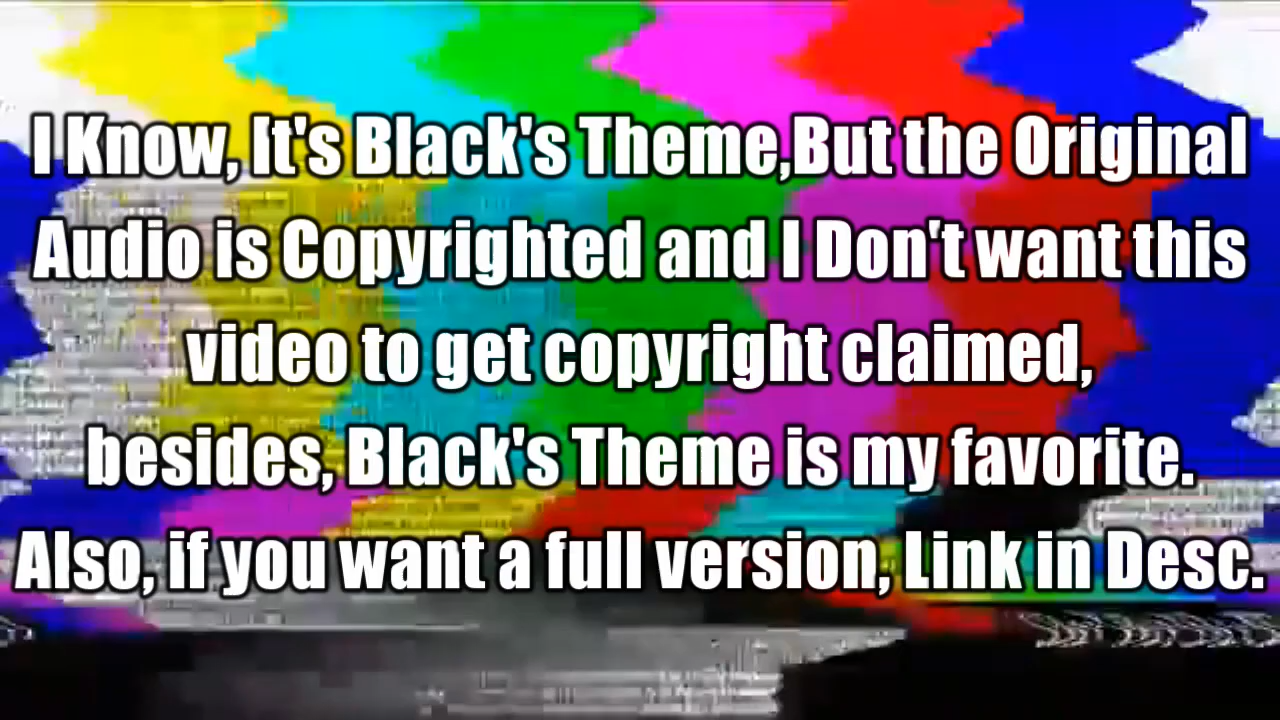 I Know, It's Black's Theme,But the Original
Audio is Copyrighted and I Don't want this
video to get copyright claimed,
besides, Black's Theme is my favorite.
Also, if you want a full version, Link in Desc.